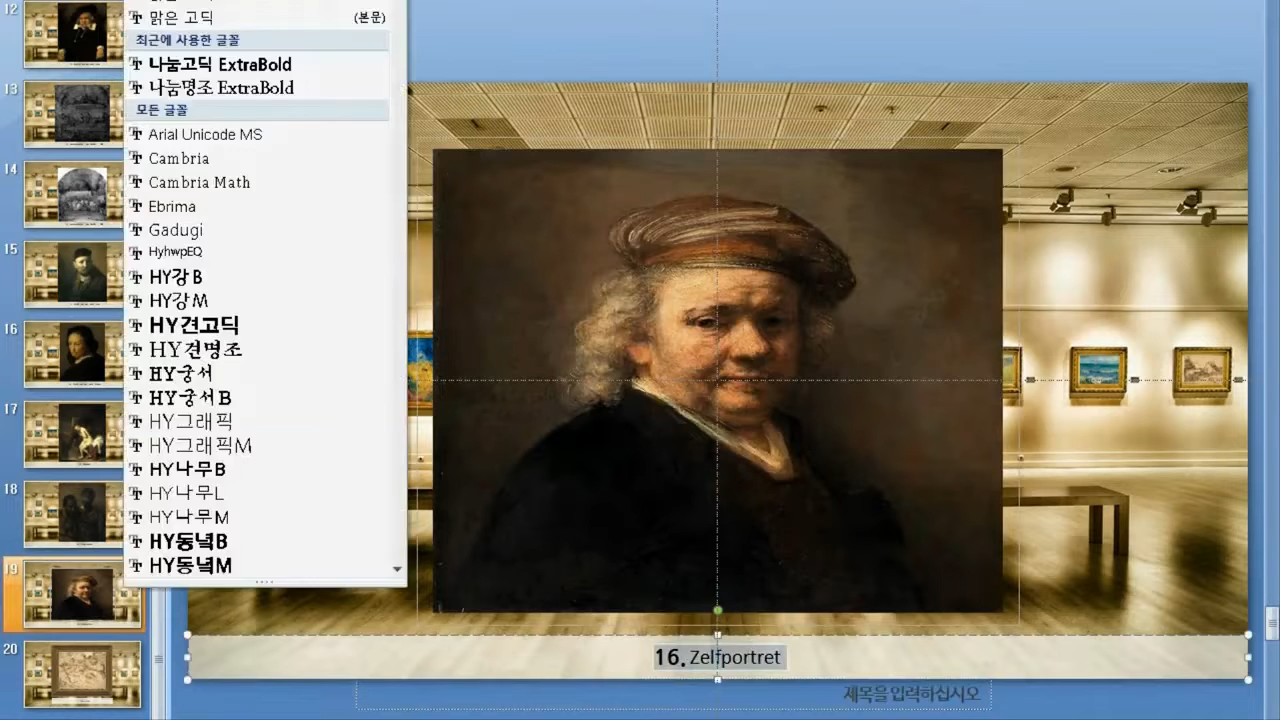 12
13
14
15
16
17
18
19
20
맑은 고딕 (본문)
최근에 사용한 글꼴
나눔고딕 ExtraBold
나눔명조 ExtraBold
모든 글꼴
Arial Unicode MS
Cambria
Cambria Math
Ebrima
Gadugi
HyhwpEQ
HY강B
HY강M
HY견고딕
HY견명조
HY궁서
HY궁서B
HY그래픽
HY그래픽M
HY나무B
HY나무L
HY나무M
HY동녘B
HY동녘M
16. Zelfportret
제목을 입력하십시오